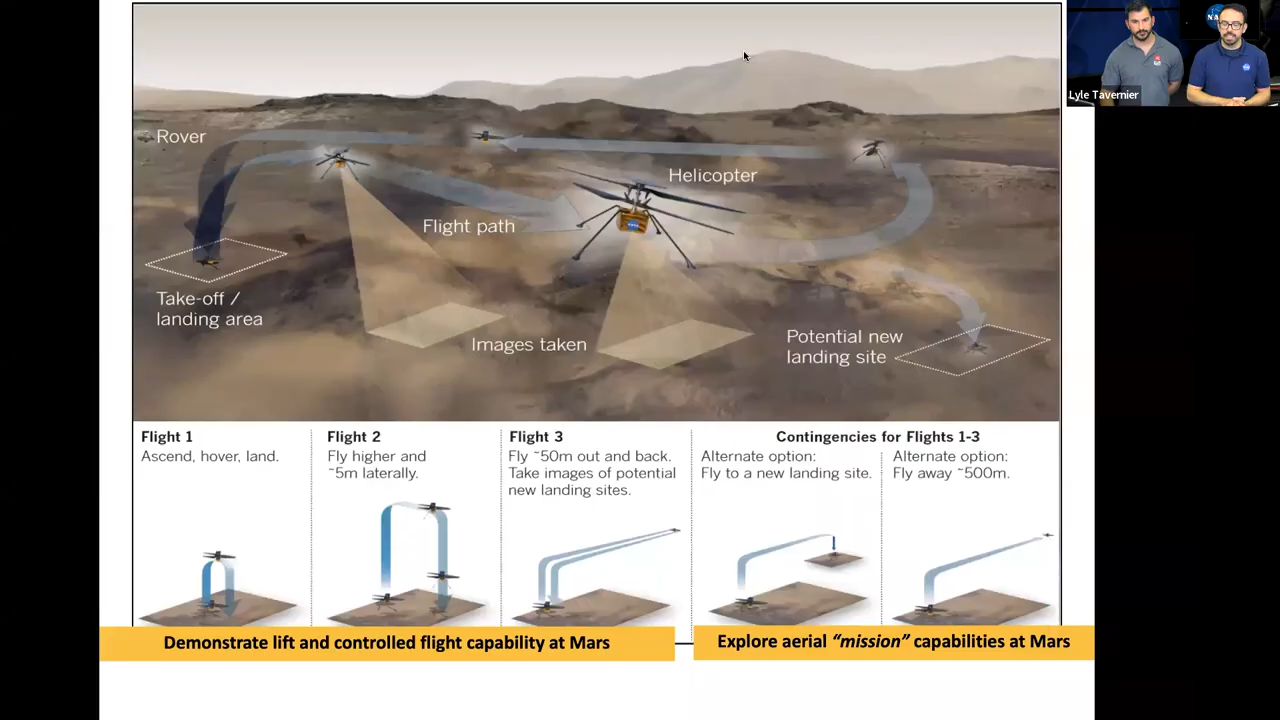 Lyle Tavernier
NASA
Rover
Helicopter
Flight path
Take-off /
landing area
Images taken
Potential new
landing site
Flight 1
Ascend, hover, land.
Flight 2
Fly higher and
~5m laterally.
Flight 3
Fly ~50m out and back.
Take images of potential
new landing sites.
Contingencies for Flights 1-3
Alternate option:
Fly to a new landing site.
Alternate option:
Fly away ~500m.
Demonstrate lift and controlled flight capability at Mars
Explore aerial “mission” capabilities at Mars